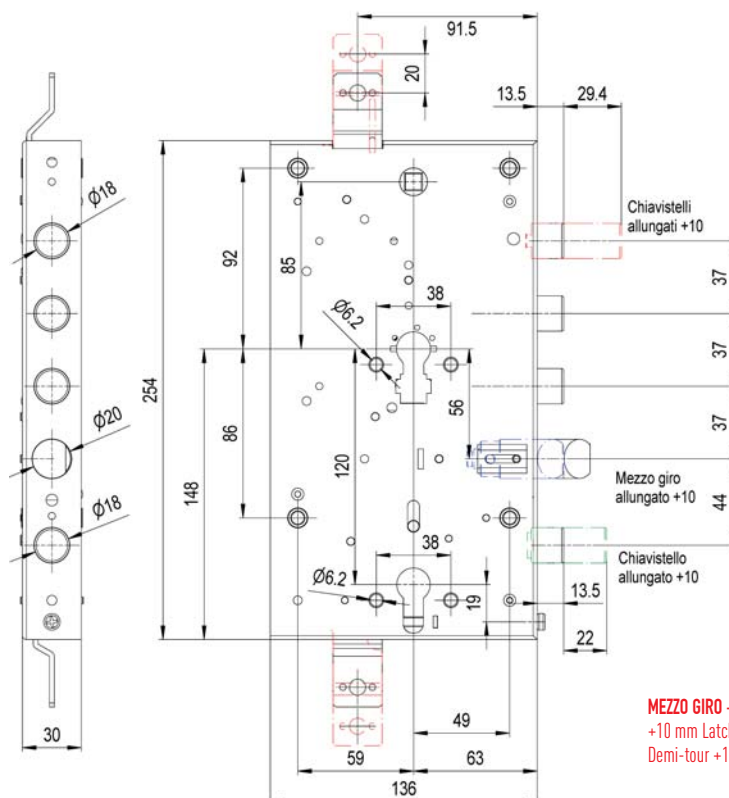 91.5
20
13.5
29.4
Ø18
Chiavistelli
allungati +10
92
85
37
38
Ø6.2
37
254
56
Ø20
86
37
120
148
Mezzo giro
allungato +10
44
Ø18
38
Chiavistello
allungato +10
Ø6.2
19
13.5
22
30
49
59
63
136
MEZZO GIRO
+10 mm Latch
Demi-tour +1